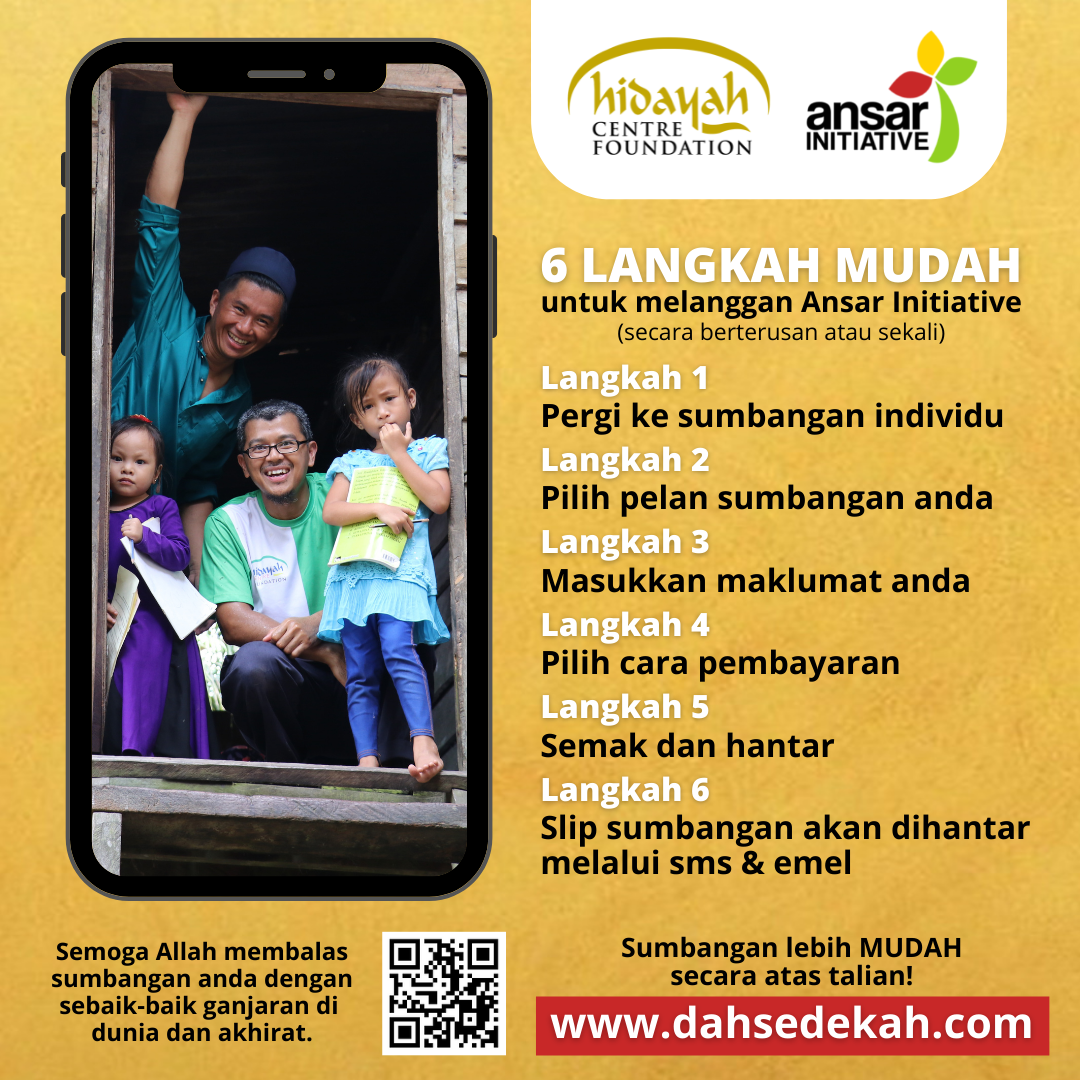 hidayah
CENTRE
FOUNDATION
ansar
INITIATIVE
6 LANGKAH MUDAH
untuk melanggan Ansar Initiative
(secara berterusan atau sekali)
Langkah 1
Pergi ke sumbangan individu
Langkah 2
Pilih pelan sumbangan anda
Langkah 3
Masukkan maklumat anda
Langkah 4
Pilih cara pembayaran
Langkah 5
Semak dan hantar
Langkah 6
Slip sumbangan akan dihantar
melalui sms & emel
Semoga Allah membalas
sumbangan anda dengan
sebaik-baik ganjaran di
dunia dan akhirat.
Sumbangan lebih MUDAH
secara atas talian!
www.dahsedekah.com